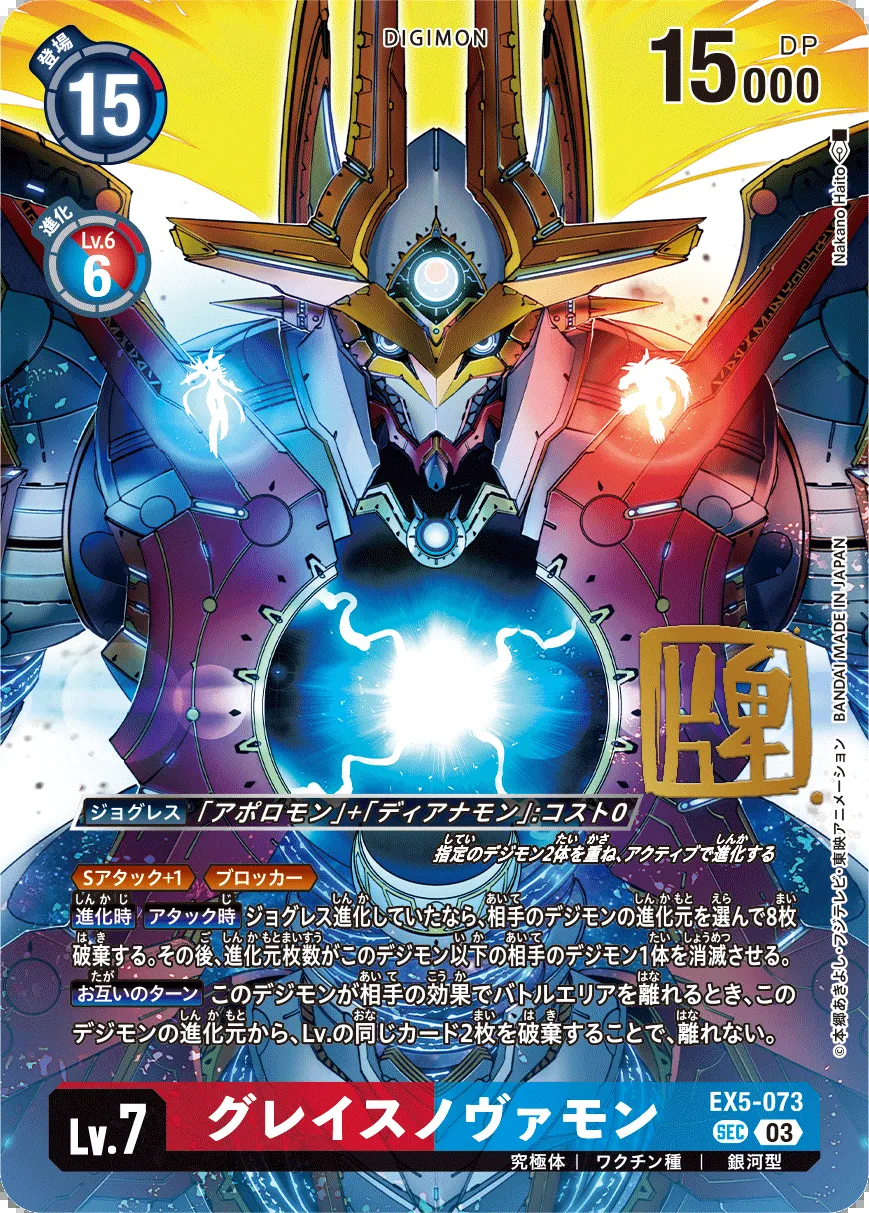 DIGIMON
登場
15
15000
DP
進化
Lv.6
6
Nakano Haito
牌
BANDAI MADE IN JAPAN
©本郷あきよし・フジテレビ・東映アニメーション
ジョグレス 「アポロモン」+「ディアナモン」:コスト0
指定のデジモン2体を重ね、アクティブで進化する
Sアタック+1 ブロッカー
進化時 アタック時 ジョグレス進化していたなら、相手のデジモンの進化元を選んで8枚
破棄する。その後、進化元枚数がこのデジモン以下の相手のデジモン1体を消滅させる。
お互いのターン このデジモンが相手の効果でバトルエリアを離れるとき、この
デジモンの進化元から、Lv.の同じカード2枚を破棄することで、離れない。
Lv.7
グレイスノヴァモン
EX5-073
SEC 03
究極体 | ワクチン種 | 銀河型